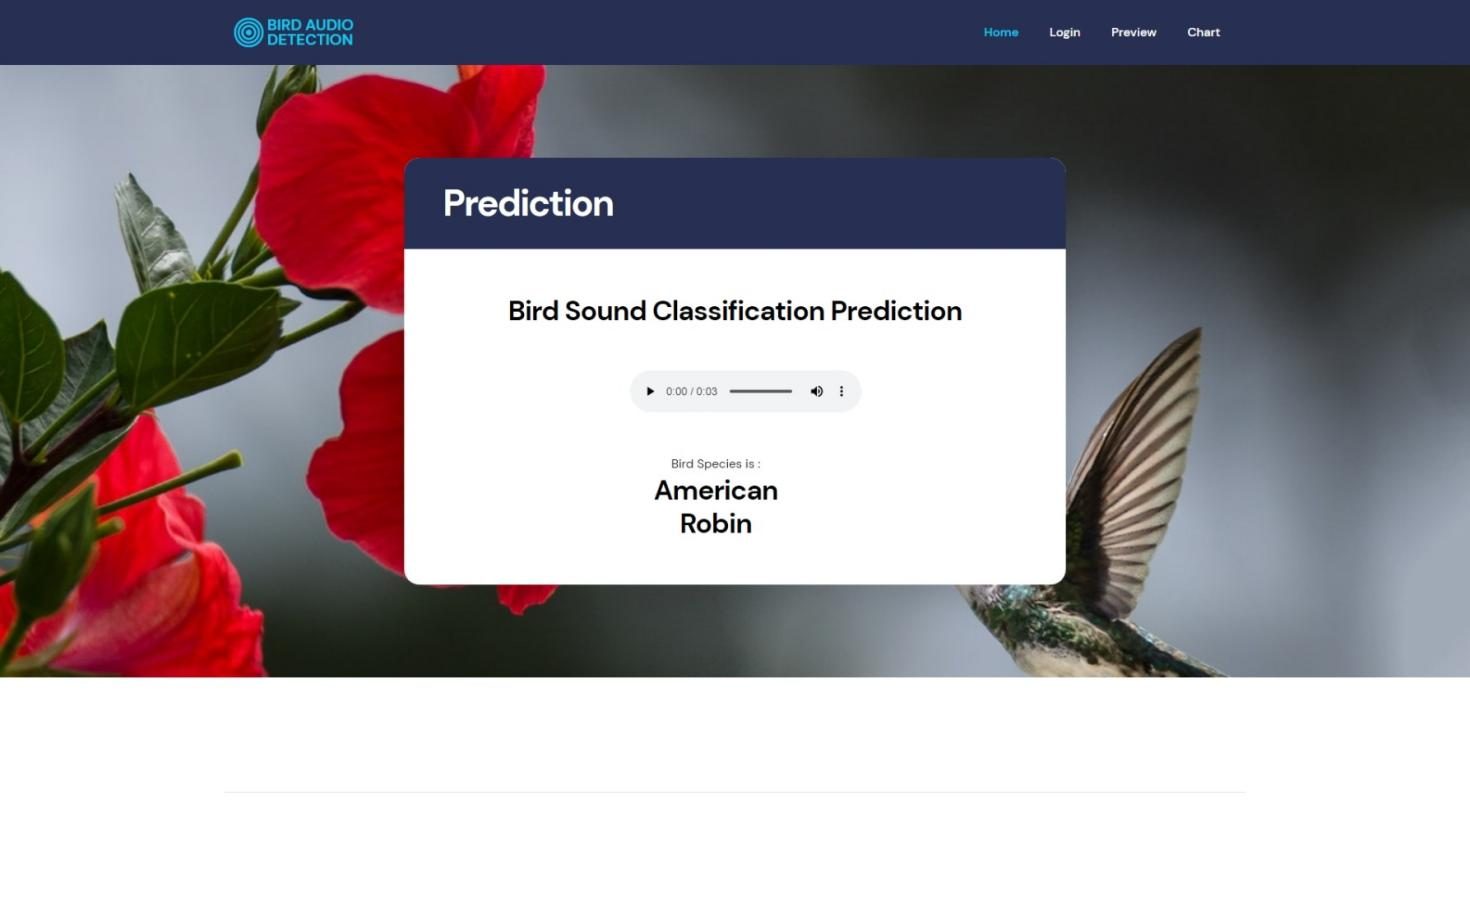 BIRD AUDIO
DETECTION
Home Login Preview Chart
Prediction
Bird Sound Classification Prediction
0:00 / 0:03
Bird Species is :
American
Robin